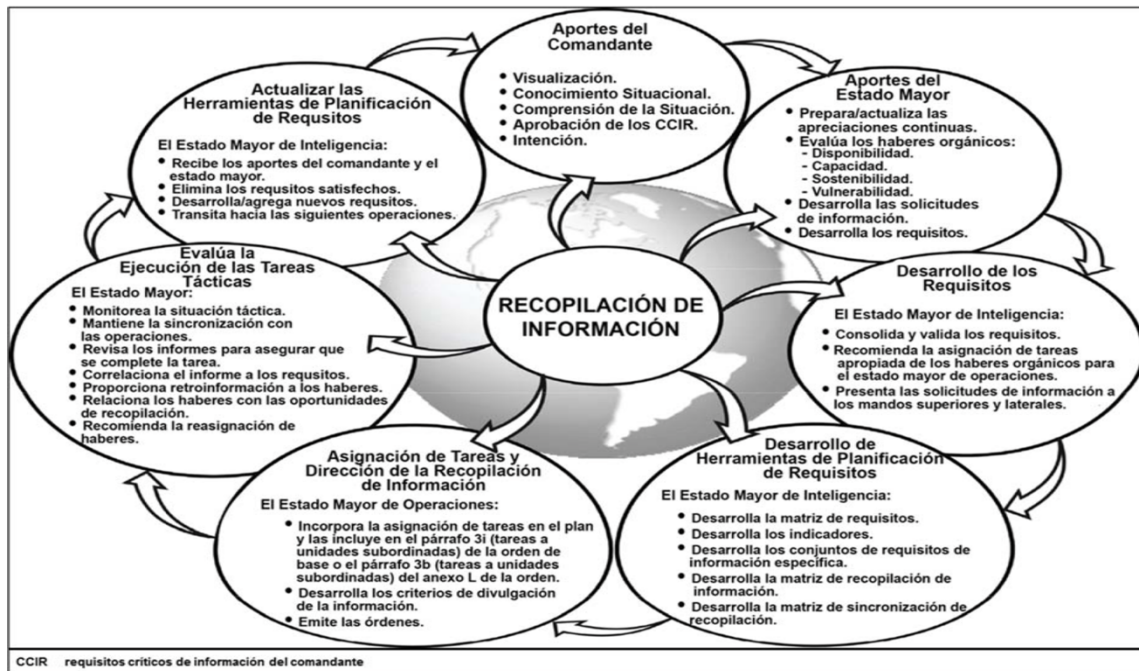 Aportes del
Comandante
• Visualización.
• Conocimiento Situacional.
• Comprensión de la Situación.
• Aprobación de los CCIR.
• Intención.
Aportes del
Estado Mayor
• Prepara/actualiza las
apreciaciones continuas.
• Evalúa los haberes orgánicos:
- Disponibilidad.
- Capacidad.
- Sostenibilidad.
- Vulnerabilidad.
• Desarrolla las solicitudes
de información.
• Desarrolla los requisitos.
Desarrollo de los
Requisitos
El Estado Mayor de Inteligencia:
• Consolida y valida los requisitos.
• Recomienda la asignación de tareas
apropiada de los haberes orgánicos para
el estado mayor de operaciones.
• Presenta las solicitudes de información a
los mandos superiores y laterales.
Desarrollo de
Herramientas de Planificación
de Requisitos
El Estado Mayor de Inteligencia:
• Desarrolla la matriz de requisitos.
• Desarrolla los indicadores.
• Desarrolla los conjuntos de requisitos de
información específica.
• Desarrolla la matriz de recopilación de
información.
• Desarrolla la matriz de sincronización de
recopilación.
Asignación de Tareas y
Dirección de la Recopilación
de Información
El Estado Mayor de Operaciones:
• Incorpora la asignación de tareas en el plan
y las incluye en el párrafo 3i (tareas a
unidades subordinadas) de la orden de
base o el párrafo 3b (tareas a unidades
subordinadas) del anexo L de la orden.
• Desarrolla los criterios de divulgación
de la información.
• Emite las órdenes.
Evalúa la
Ejecución de las Tareas
Tácticas
El Estado Mayor:
• Monitorea la situación táctica.
• Mantiene la sincronización con
las operaciones.
• Revisa los informes para asegurar que
se complete la tarea.
• Correlaciona el informe a los requsitos.
• Proporciona retroinformación a los haberes.
• Relaciona los haberes con las oportunidades
de recopilación.
• Recomienda la reasignación de
haberes.
Actualizar las
Herramientas de Planificación
de Requsitos
El Estado Mayor de Inteligencia:
• Recibe los aportes del comandante y el
estado mayor.
• Elimina los requsitos satisfechos.
• Desarrolla/agrega nuevos requsitos.
• Transita hacia las siguientes operaciones.
RECOPILACIÓN DE
INFORMACIÓN
CCIR requisitos críticos de información del comandante